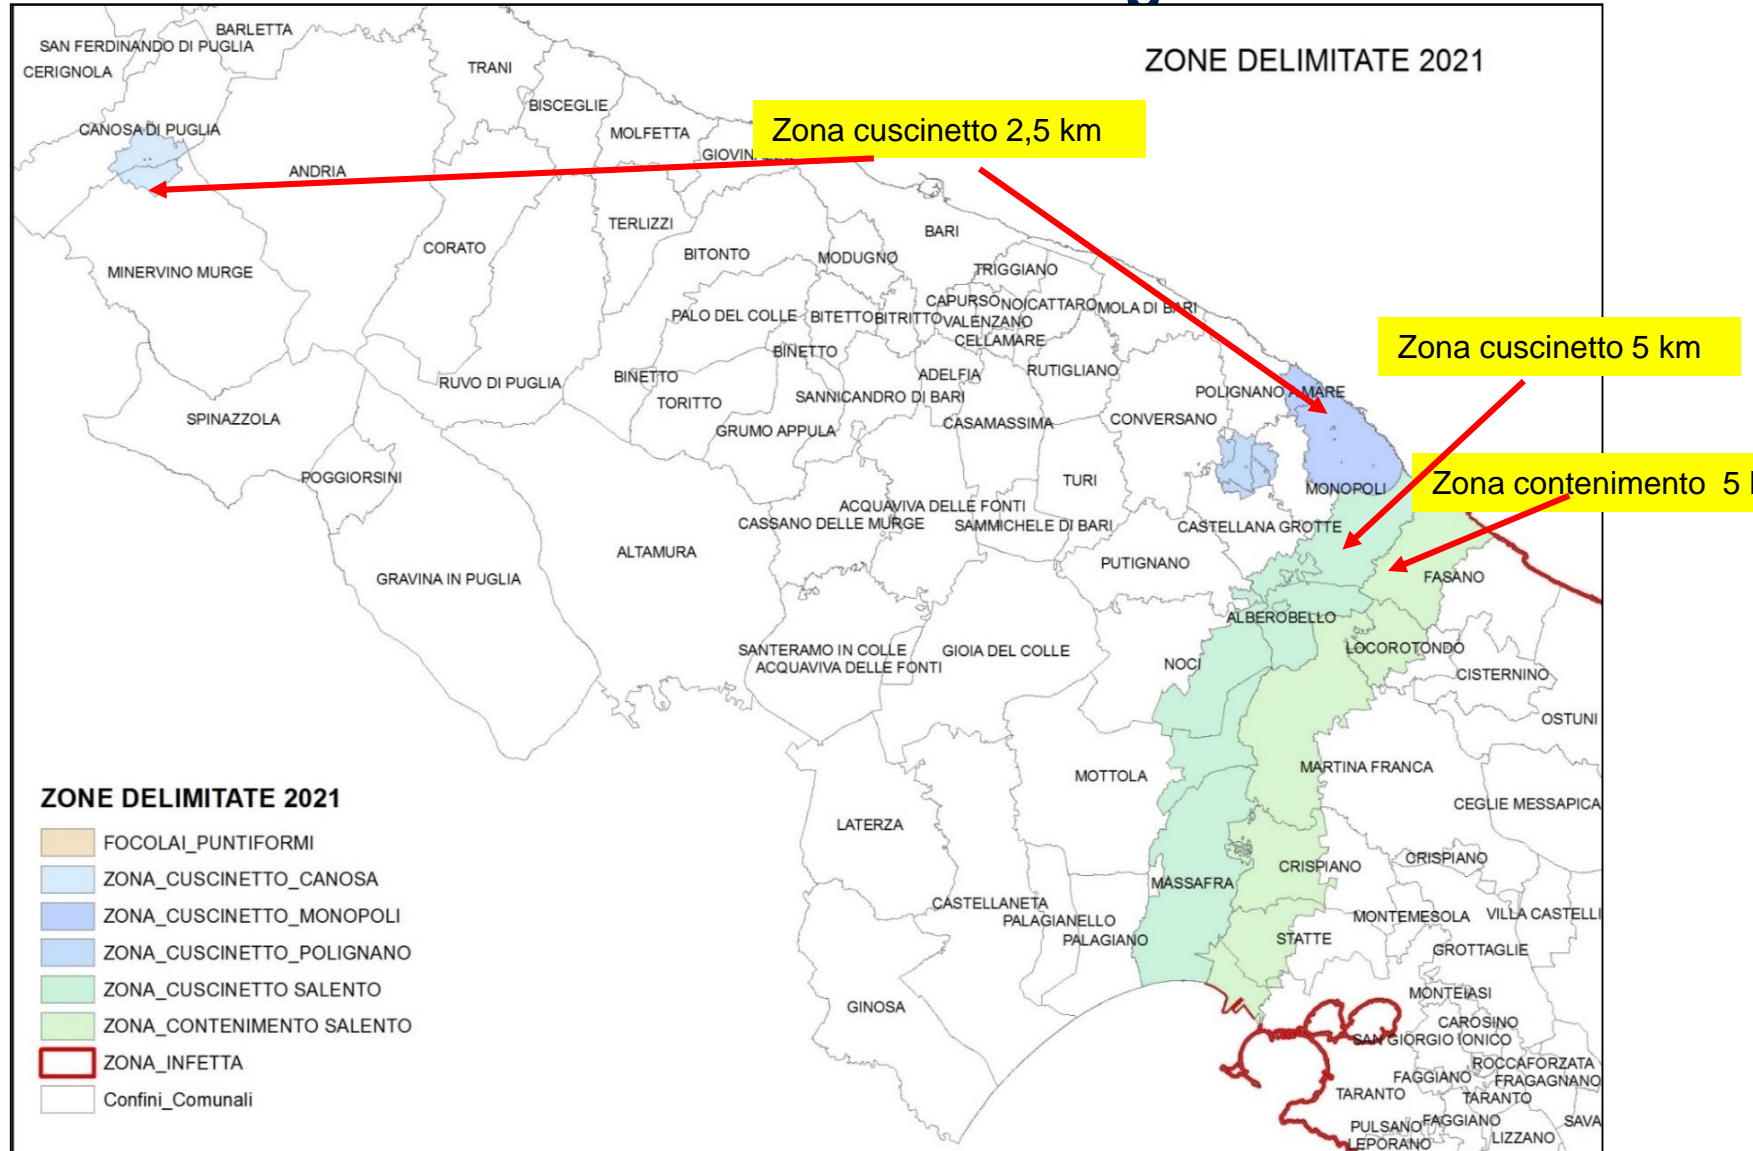 ZONE DELIMITATE 2021
BARLETTA
SAN FERDINANDO DI PUGLIA
CERIGNOLA
TRANI
BISCEGLIE
CANOSA DI PUGLIA
MOLFETTA
Zona cuscinetto 2,5 km
ANDRIA
TERLIZZI
BARI
CORATO
BITONTO
MODUGNO
MINERVINO MURGE
TRIGGIANO
CAPURSO
NOICATTARO
MOLA DI BARI
PALO DEL COLLE
BITETTO
BITRITTO
VALENZANO
CELLAMARE
BINETTO
Zona cuscinetto 5 km
RUVO DI PUGLIA
BINETTO
ADELFIA
RUTIGLIANO
TORITTO
SANNICANDRO DI BARI
POLIGNANO A MARE
SPINAZZOLA
GRUMO APPULA
CASAMASSIMA
CONVERSANO
POGGIORSINI
TURI
MONOPOLI
Zona contenimento 5
ACQUAVIVA DELLE FONTI
CASSANO DELLE MURGE
SAMMICHELE DI BARI
CASTELLANA GROTTE
ALTAMURA
PUTIGNANO
GRAVINA IN PUGLIA
FASANO
ALBEROBELLO
SANTERAMO IN COLLE
ACQUAVIVA DELLE FONTI
GIOIA DEL COLLE
NOCI
LOCOROTONDO
CISTERNINO
OSTUNI
MOTTOLA
MARTINA FRANCA
CEGLIE MESSAPICA
LATERZA
CRISPIANO
CRISPIANO
MASSAFRA
CASTELLANETA
PALAGIANELLO
PALAGIANO
MONTEMESOLA
VILLA CASTELLI
STATTE
GROTTAGLIE
GINOSA
MONTEIASI
CAROSINO
SAN GIORGIO IONICO
ROCCAFORZATA
FAGGIANO
FRAGAGNANO
TARANTO
TARANTO
PULSANO
FAGGIANO
SAVA
LEPORANO
LIZZANO
ZONE DELIMITATE 2021
FOCOLAI_PUNTIFORMI
ZONA_CUSCINETTO_CANOSA
ZONA_CUSCINETTO_MONOPOLI
ZONA_CUSCINETTO_POLIGNANO
ZONA_CUSCINETTO SALENTO
ZONA_CONTENIMENTO SALENTO
ZONA_INFETTA
Confini_Comunali